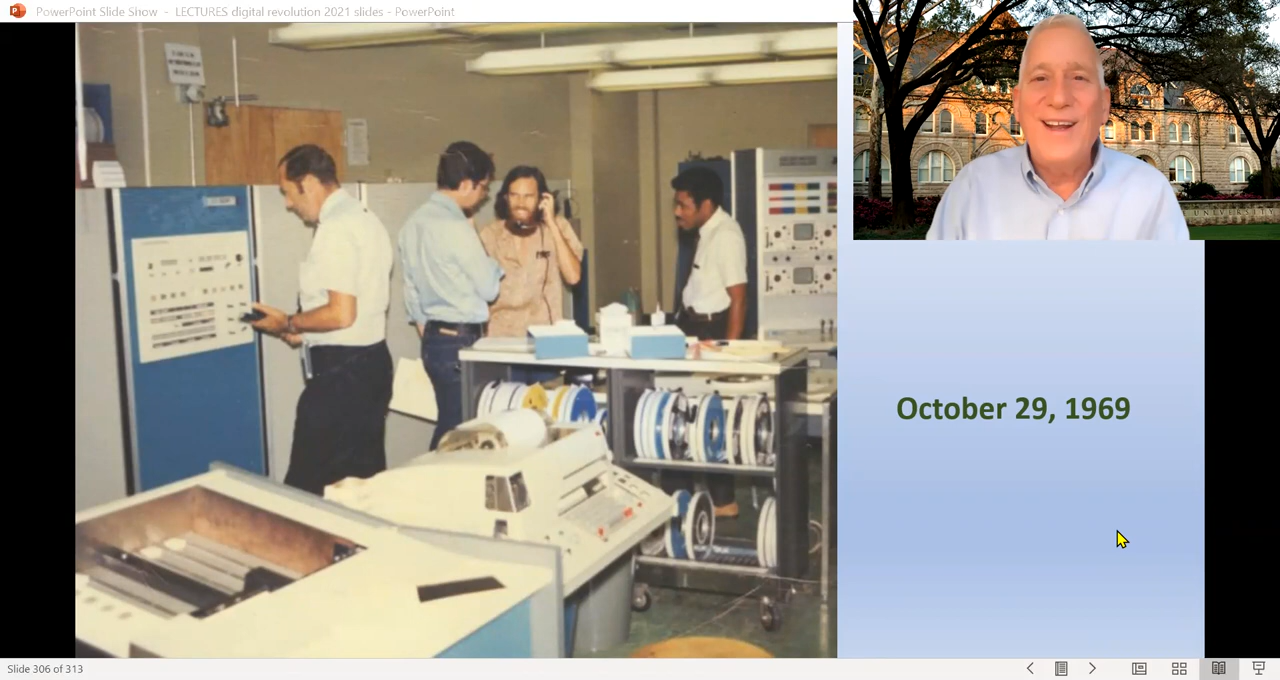 PowerPoint Slide Show - LECTURES digital revolution 2021 slides - PowerPoint
October 29, 1969
Slide 306 of 313